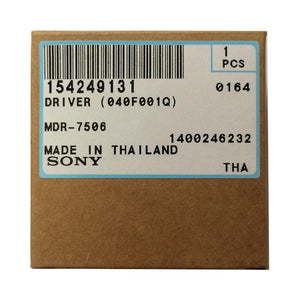 1 PCS
154249131 0164
DRIVER (040F001Q)
MDR-7506
1400246232
MADE IN THAILAND
SONY THA